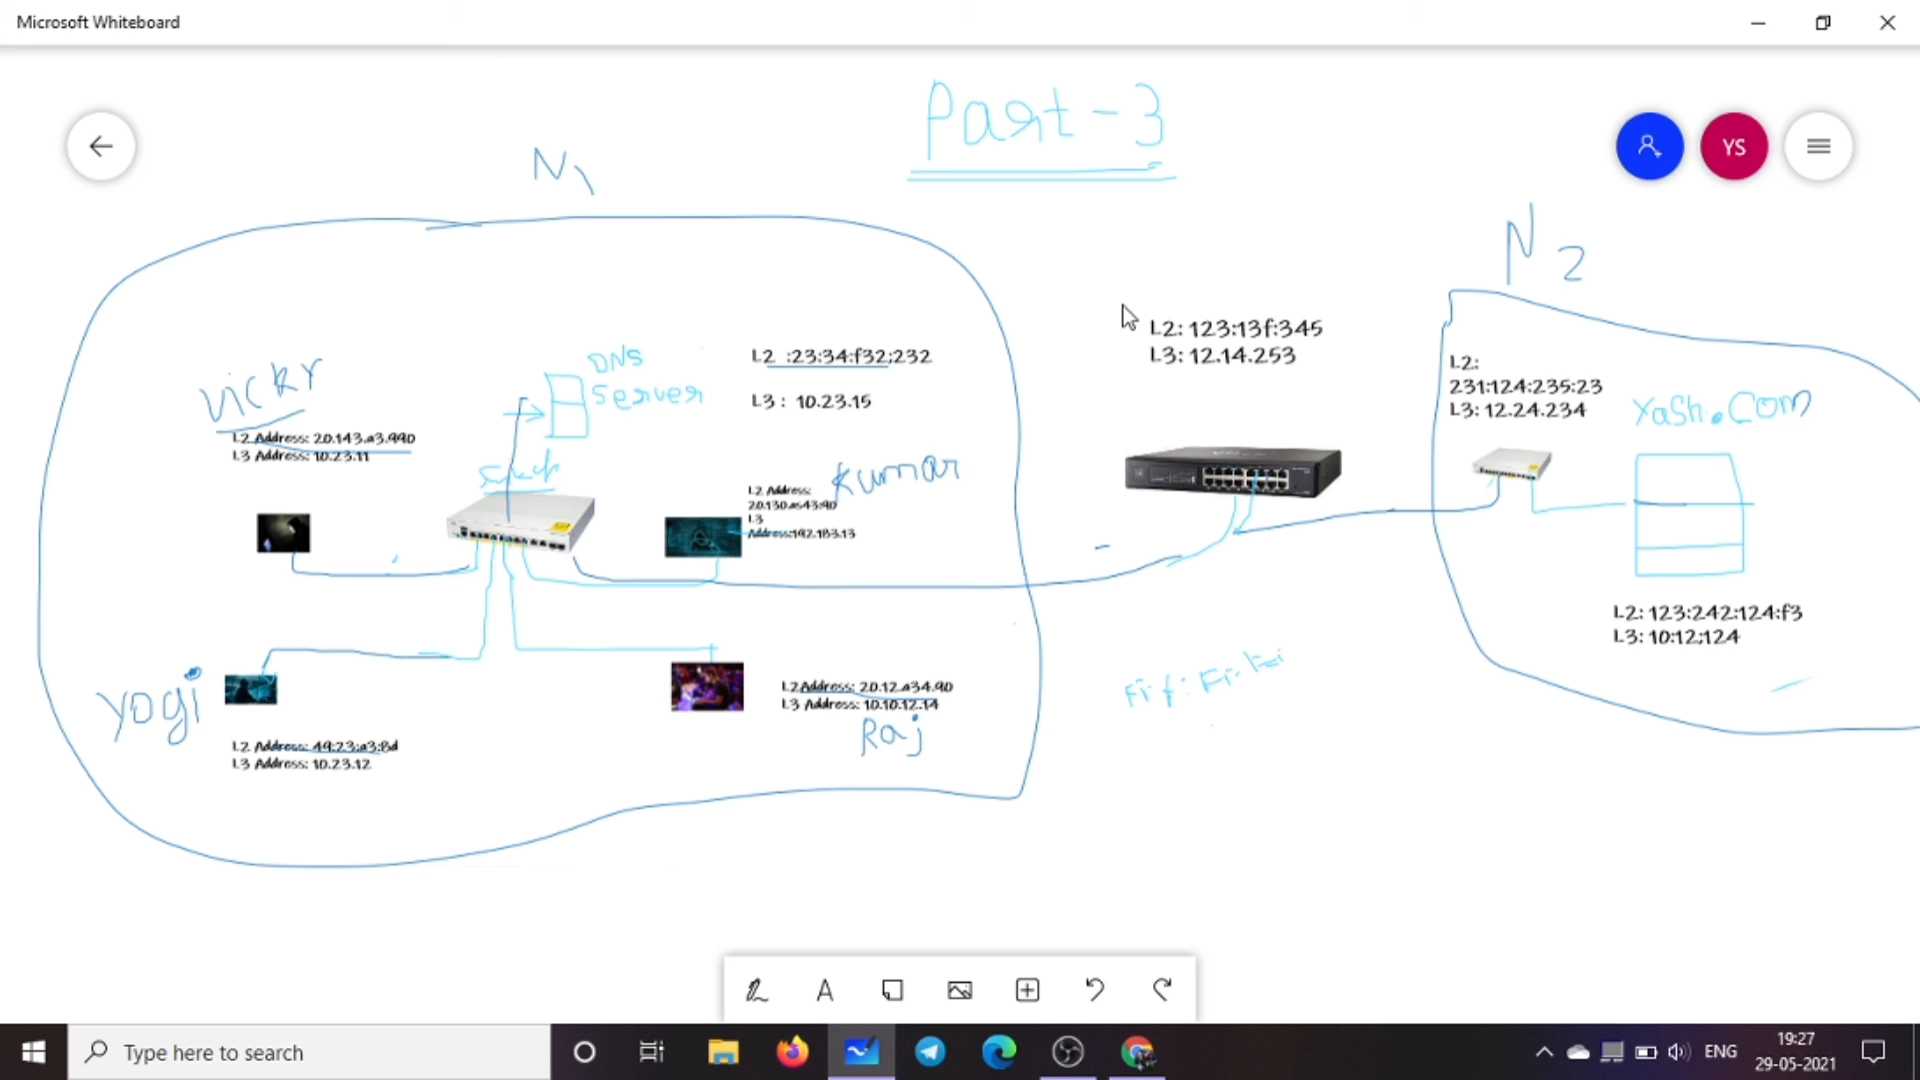 Microsoft Whiteboard
Part-3
YS
N1
N2
L2: 123:13f:345
L3: 12.14.253
L2 :23:34:f32;232
L3 : 10.23.15
DNS
Server
Vicky
L2 Address: 20.143.a3.990
L3 Address: 10.23.11
L2:
231:124:235:23
L3: 12.24.234
Yash.Com
Switch
Kumar
L2 Address:
20.130.as43:90
L3
Address:192.183.13
L2: 123:242:124:f3
L3: 10:12;124
Yogi
L2 Address: 49:23:a3:8d
L3 Address: 10.23.12
L2 Address: 20.12.a34.90
L3 Address: 10.10.12.14
Raj
Type here to search
ENG
19:27
29-05-2021